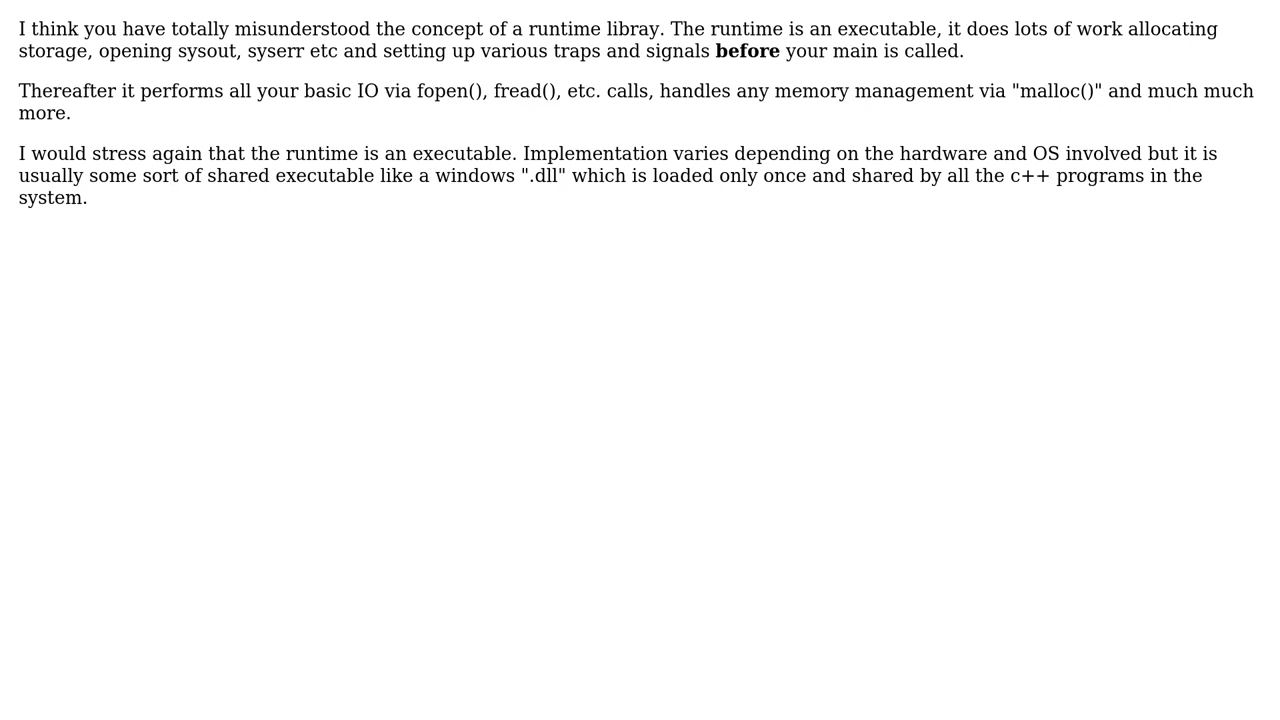 I think you have totally misunderstood the concept of a runtime libray. The runtime is an executable, it does lots of work allocating
storage, opening sysout, syserr etc and setting up various traps and signals before your main is called.
Thereafter it performs all your basic IO via fopen(), fread(), etc. calls, handles any memory management via "malloc()" and much much
more.
I would stress again that the runtime is an executable. Implementation varies depending on the hardware and OS involved but it is
usually some sort of shared executable like a windows ".dll" which is loaded only once and shared by all the c++ programs in the
system.